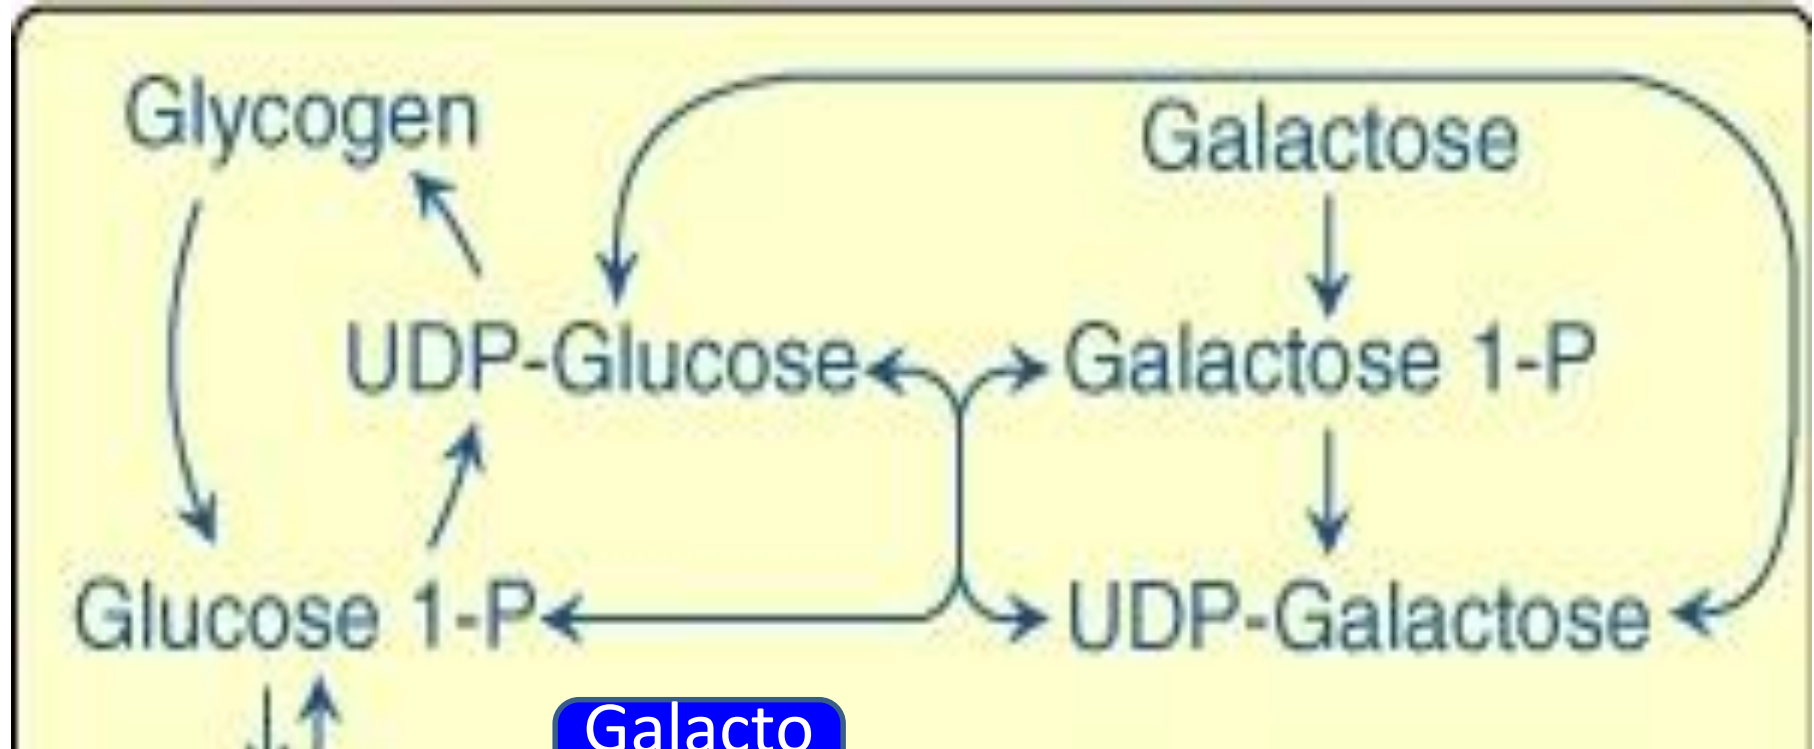 Glycogen
Galactose
UDP-Glucose
Galactose 1-P
Glucose 1-P
UDP-Galactose
Galacto